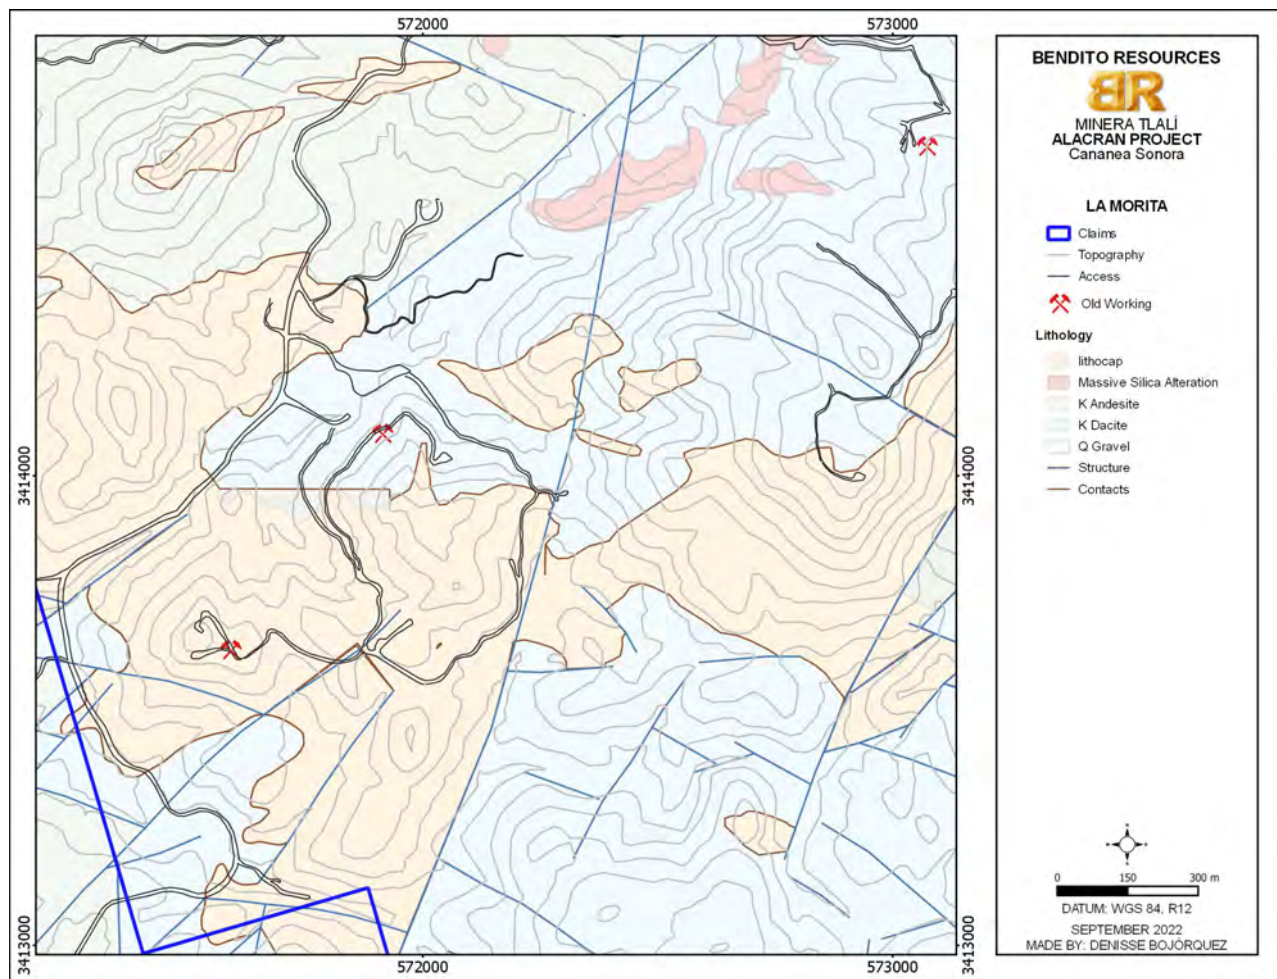 572000
573000
BENDITO RESOURCES
BR
MINERA TLALÍ
ALACRAN PROJECT
Cananea Sonora
LA MORITA
Claims
Topography
Access
Old Working
Lithology
lithocap
Massive Silica Alteration
K Andesite
K Dacite
Q Gravel
Structure
Contacts
3414000
3414000
3413000
3413000
572000
573000
0 150 300 m
DATUM: WGS 84, R12
SEPTEMBER 2022
MADE BY: DENISSE BOJÓRQUEZ